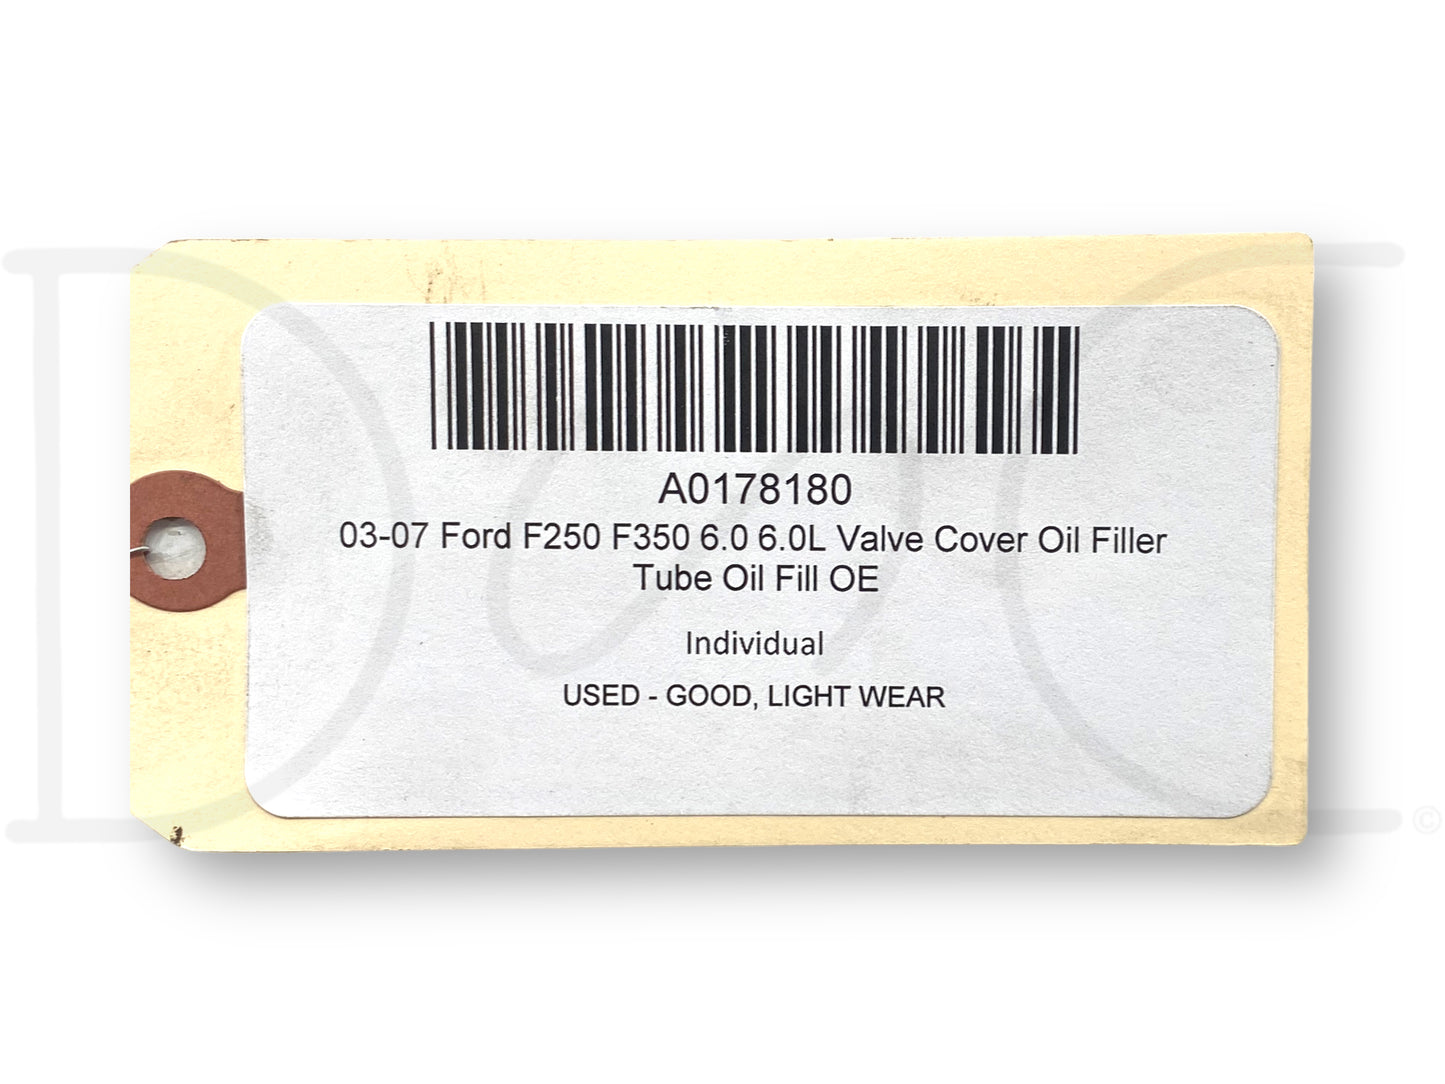 A0178180
03-07 Ford F250 F350 6.0 6.0L Valve Cover Oil Filler
Tube Oil Fill OE
Individual
USED - GOOD, LIGHT WEAR
©